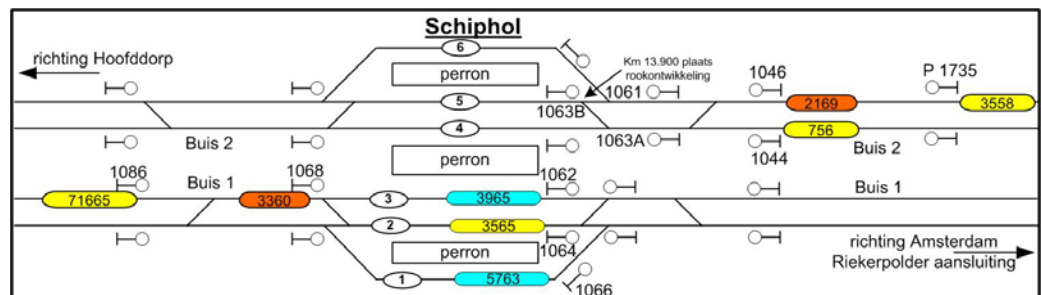 Schiphol
richting Hoofddorp
6
perron
Km 13.900 plaats
rookontwikkeling
1046
P 1735
5
1063B
1061
2169
3558
4
1063A
756
Buis 2
perron
1044
Buis 2
1086
Buis 1
1068
1062
Buis 1
71665
3360
3
3965
2
3565
perron
1064
richting Amsterdam
Riekerpolder aansluiting
1
5763
1066